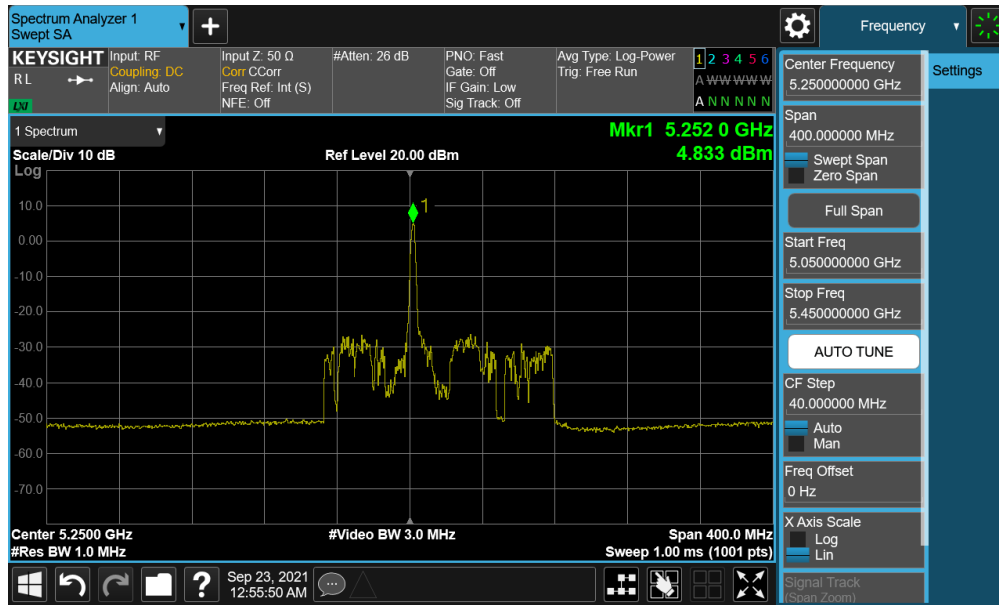 Spectrum Analyzer 1
Swept SA
+
Frequency
KEYSIGHT
R L
LXI
Input: RF
Coupling: DC
Align: Auto
Input Z: 50 Ω
Corr CCorr
Freq Ref: Int (S)
NFE: Off
#Atten: 26 dB
PNO: Fast
Gate: Off
IF Gain: Low
Sig Track: Off
Avg Type: Log-Power
Trig: Free Run
1 2 3 4 5 6
A W W W W W
A N N N N N
Center Frequency
5.250000000 GHz
Settings
Span
400.000000 MHz
Swept Span
Zero Span
Full Span
Start Freq
5.050000000 GHz
Stop Freq
5.450000000 GHz
AUTO TUNE
CF Step
40.000000 MHz
Auto
Man
Freq Offset
0 Hz
X Axis Scale
Log
Lin
Signal Track
(Span Zoom)
1 Spectrum
Mkr1 5.252 0 GHz
4.833 dBm
Scale/Div 10 dB
Ref Level 20.00 dBm
Log
1
10.0
0.00
-10.0
-20.0
-30.0
-40.0
-50.0
-60.0
-70.0
Center 5.2500 GHz
#Video BW 3.0 MHz
Span 400.0 MHz
#Res BW 1.0 MHz
Sweep 1.00 ms (1001 pts)
?
Sep 23, 2021
12:55:50 AM